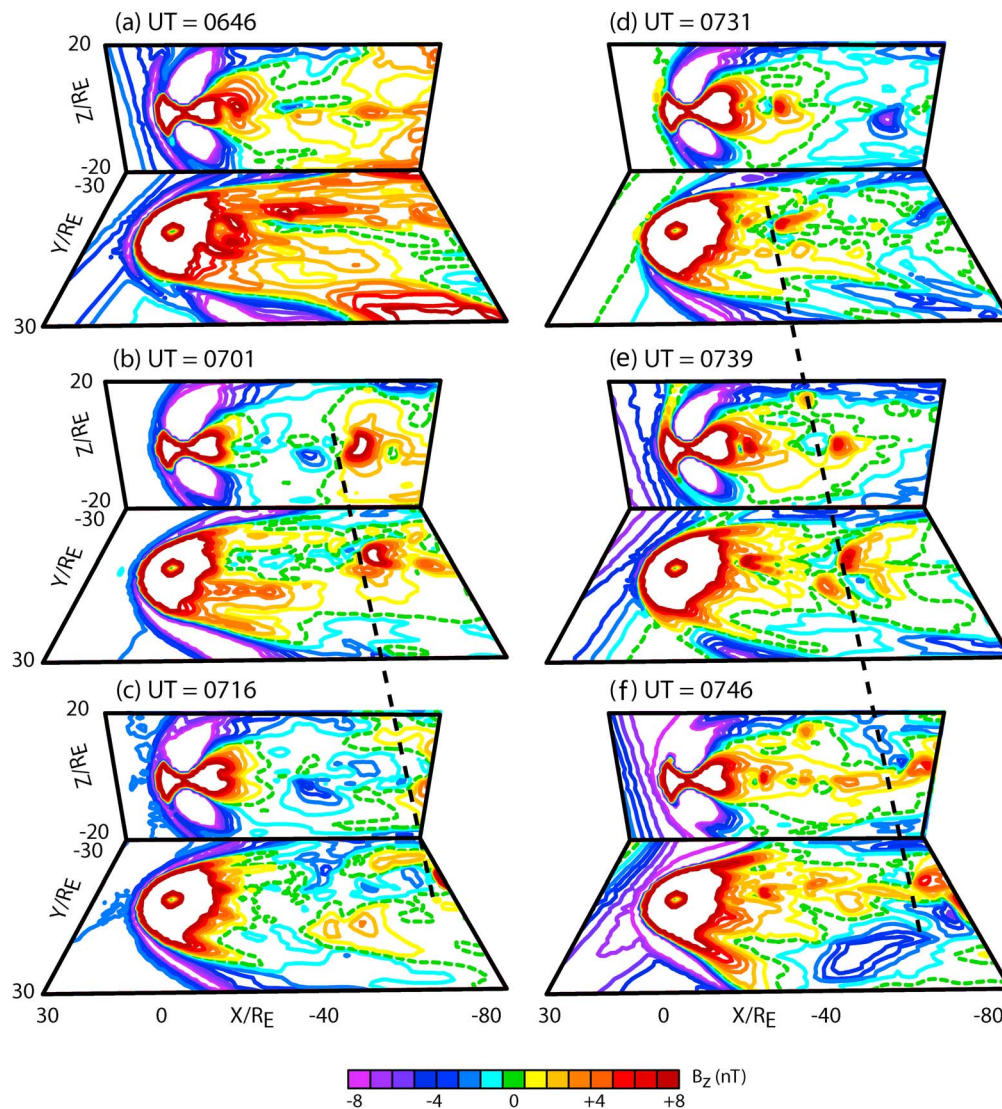 (a) UT = 0646
20
Z/RE
-20
-30
Y/RE
30
(d) UT = 0731
(b) UT = 0701
20
Z/RE
-20
-30
Y/RE
30
(e) UT = 0739
(c) UT = 0716
20
Z/RE
-20
-30
Y/RE
30
30 0 X/RE -40 -80
(f) UT = 0746
0 X/RE -40 -80
-8 -4 0 +4 +8
BZ (nT)